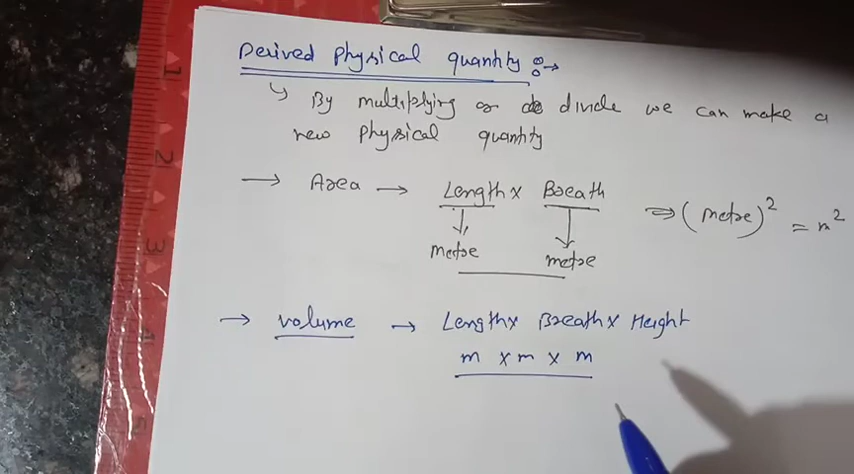 Derived Physical quantity :→
↳ By multiplying or divide we can make a
new Physical quantity
→ Area → Length x Breath ⇒ (metre)² = m²
metre metre
→ volume → Length x Breath x Height
m x m x m